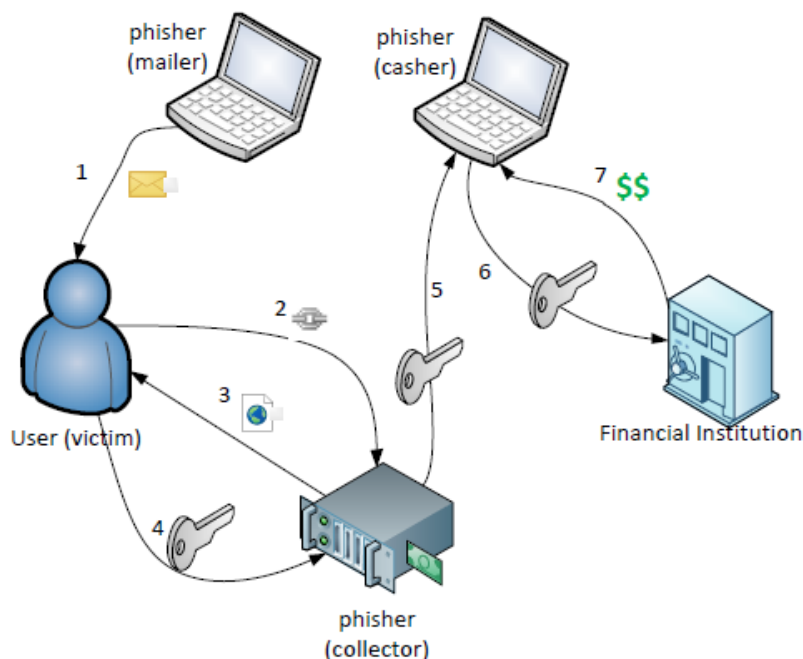 phisher
(mailer)
phisher
(casher)
1
7
$$
6
5
2
3
User (victim)
Financial Institution
4
phisher
(collector)